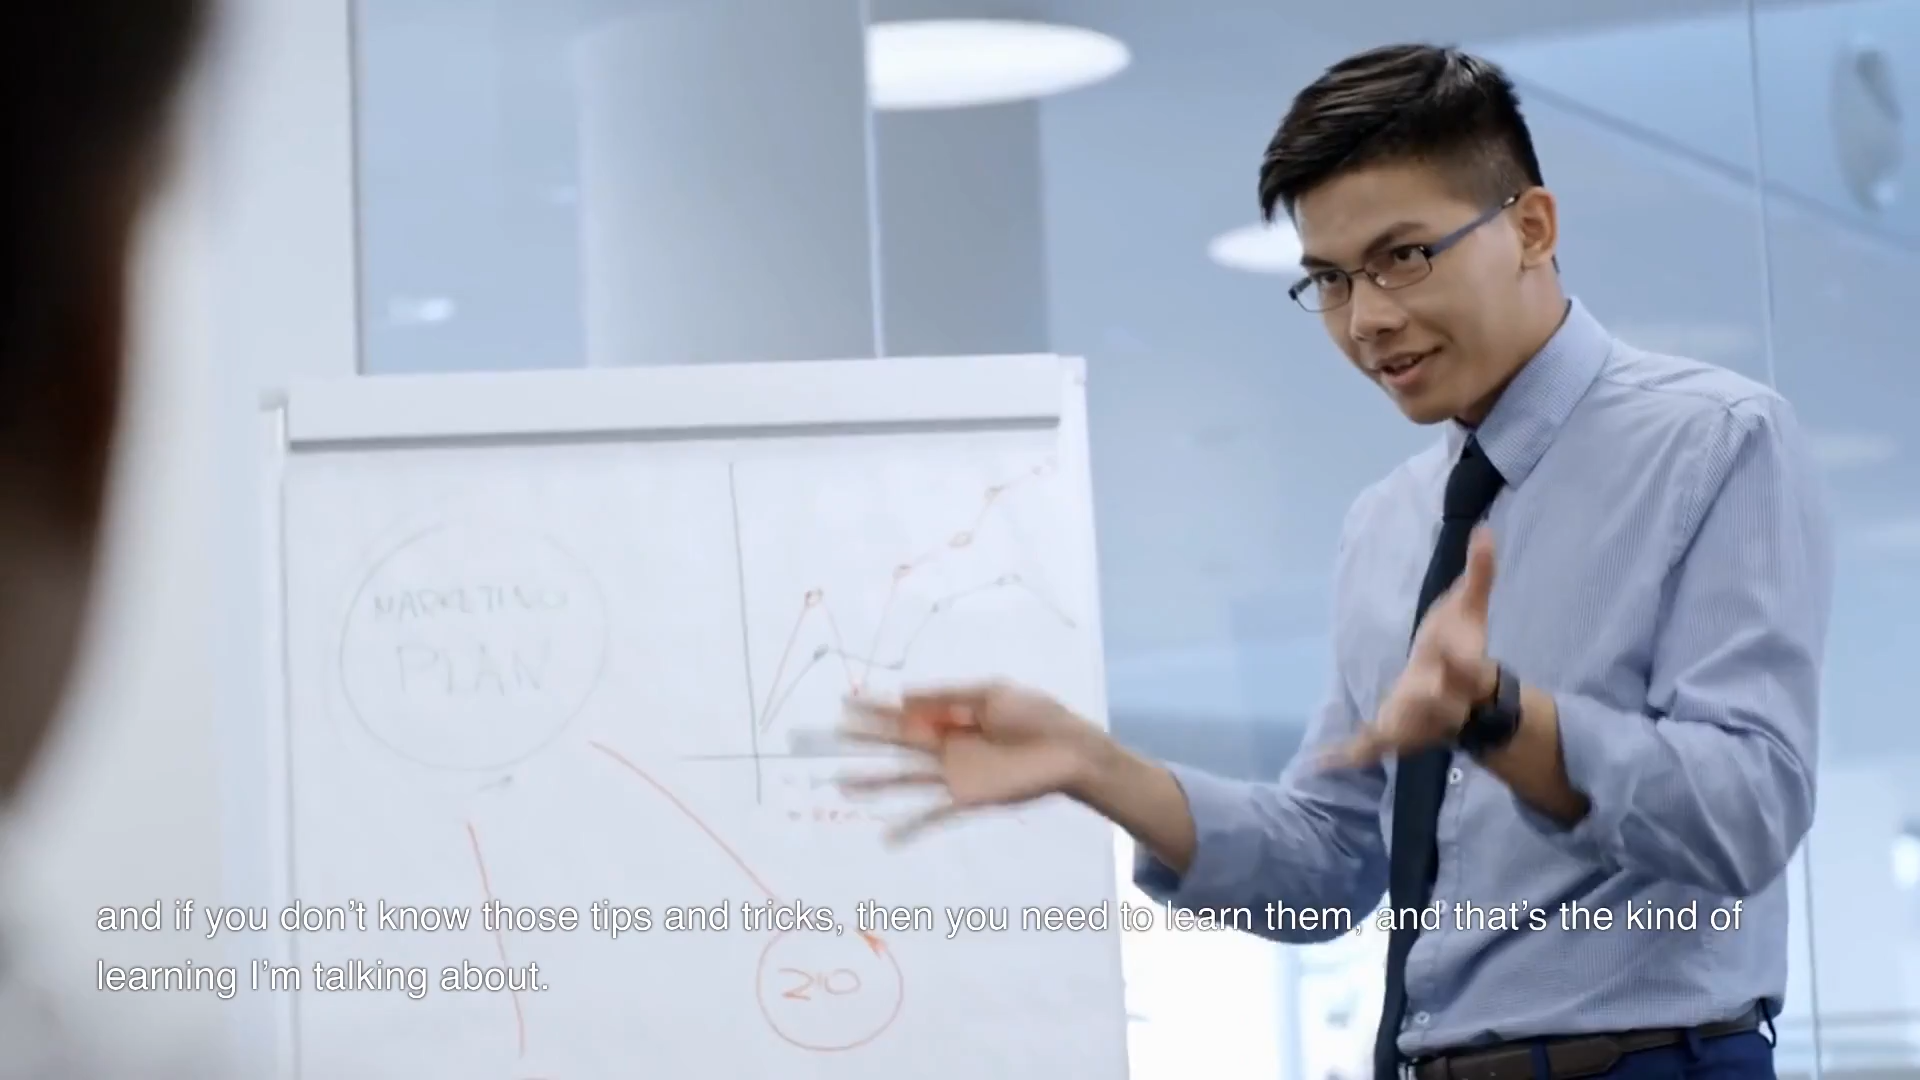 MARKETING
PLAN
and if you don’t know those tips and tricks, then you need to learn them, and that’s the kind of
learning I’m talking about.
210